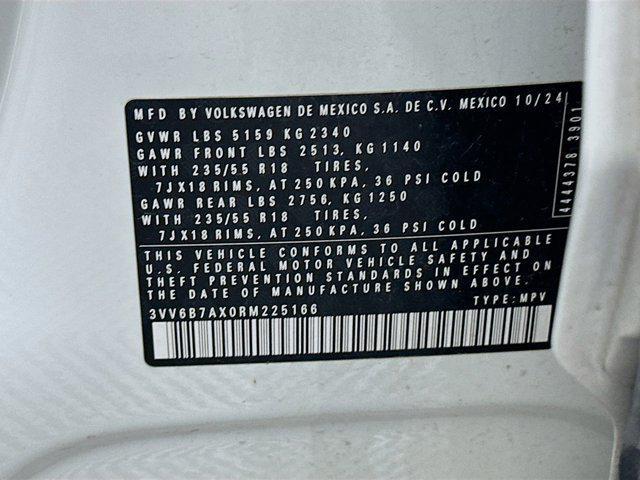 MFD BY VOLKSWAGEN DE MEXICO S.A. DE C.V. MEXICO 10/24
GVWR LBS 5159 KG 2340
GAWR FRONT LBS 2513, KG 1140
WITH 235/55 R18 TIRES,
7JX18 RIMS, AT 250 KPA, 36 PSI COLD
GAWR REAR LBS 2756, KG 1250
WITH 235/55 R18 TIRES,
7JX18 RIMS, AT 250 KPA, 36 PSI COLD
THIS VEHICLE CONFORMS TO ALL APPLICABLE
U.S. FEDERAL MOTOR VEHICLE SAFETY AND
THEFT PREVENTION STANDARDS IN EFFECT ON
THE DATE OF MANUFACTURE SHOWN ABOVE.
3VV6B7AX0RM225166 TYPE: MPV
4444378 3901